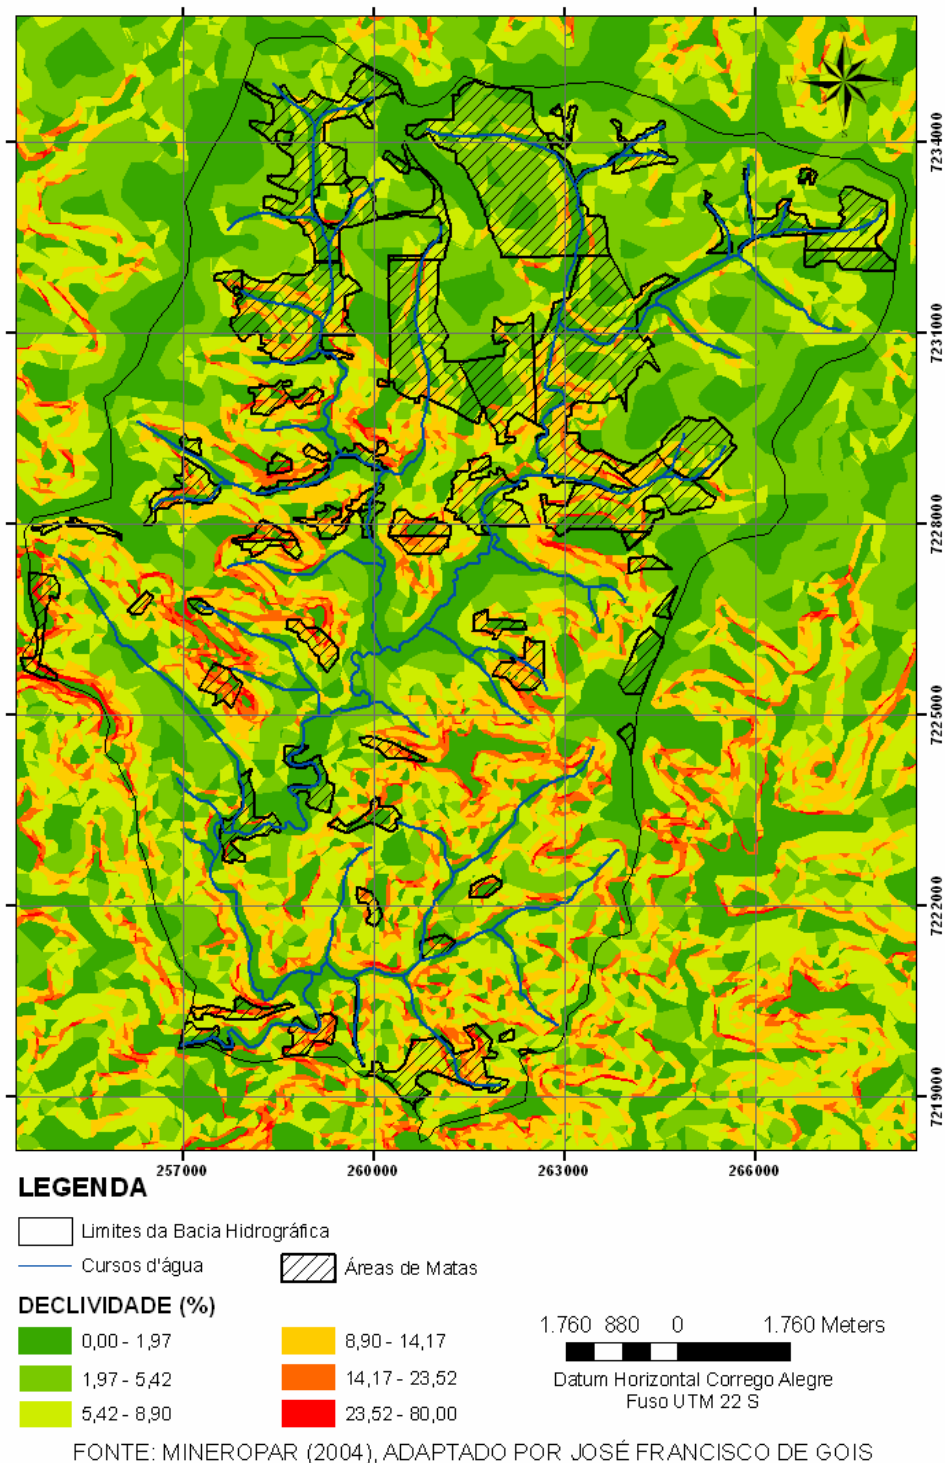 7234000
7231000
7228000
7225000
7222000
7219000
257000 260000 263000 266000
LEGENDA
Limites da Bacia Hidrográfica
Cursos d'água
Áreas de Matas
DECLIVIDADE (%)
0,00 - 1,97
1,97 - 5,42
5,42 - 8,90
8,90 - 14,17
14,17 - 23,52
23,52 - 80,00
1.760 880 0 1.760 Meters
Datum Horizontal Corrego Alegre
Fuso UTM 22 S
FONTE: MINEROPAR (2004), ADAPTADO POR JOSÉ FRANCISCO DE GOIS